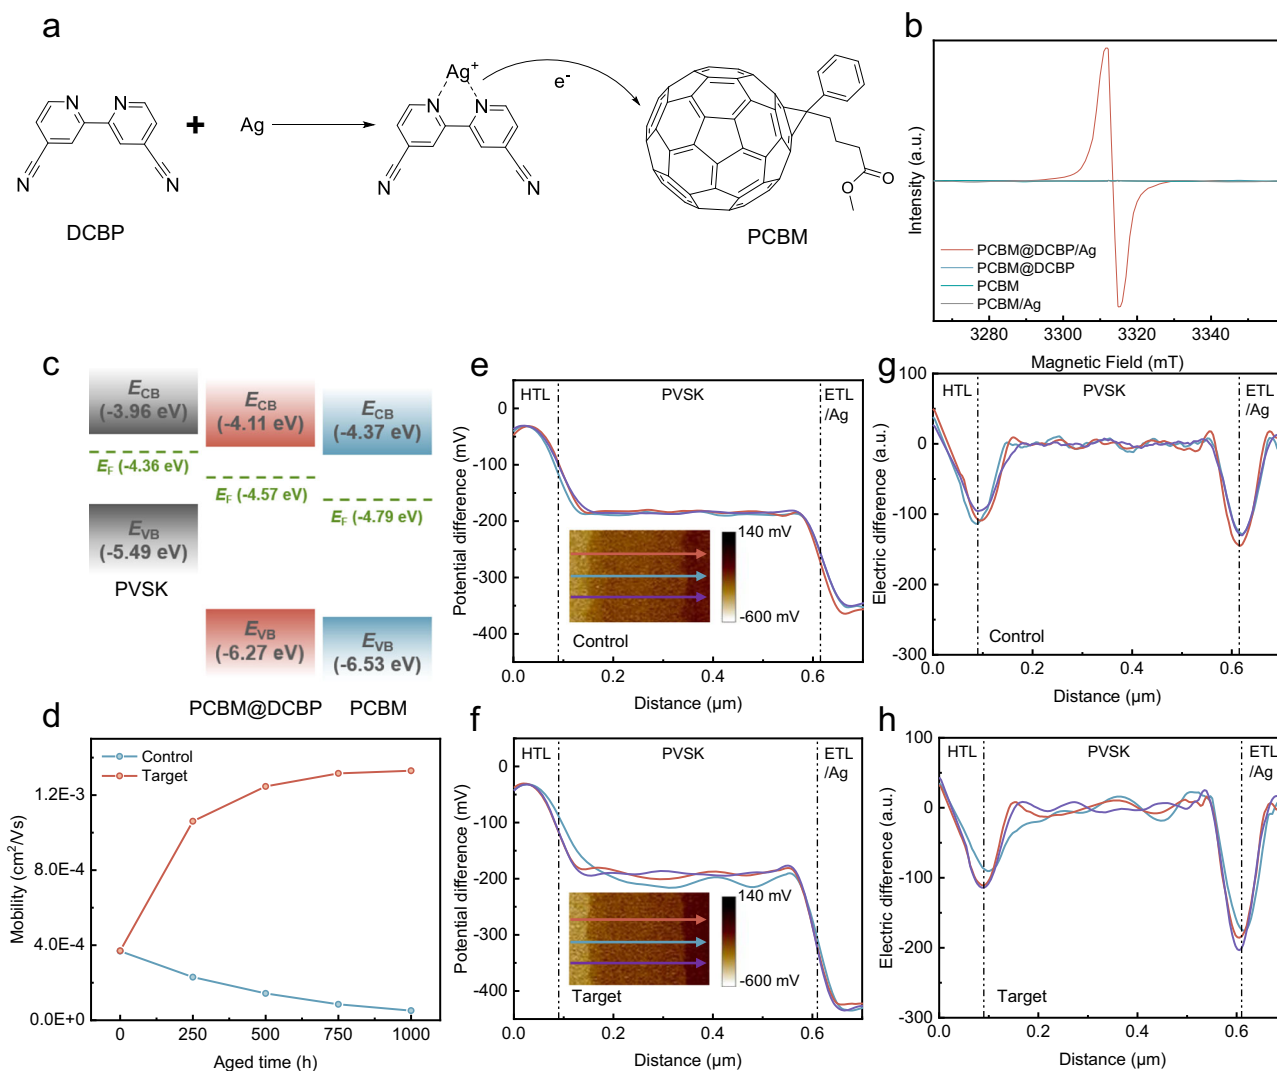 a
N
N
N
N
DCBP
+
Ag
Ag⁺
N
N
N
N
e⁻
O
O
PCBM
b
Intensity (a.u.)
PCBM@DCBP/Ag
PCBM@DCBP
PCBM
PCBM/Ag
3280 3300 3320 3340
Magnetic Field (mT)
c
E_CB
(-3.96 eV)
E_F (-4.36 eV)
E_VB
(-5.49 eV)
PVSK
E_CB
(-4.11 eV)
E_F (-4.57 eV)
E_VB
(-6.27 eV)
PCBM@DCBP
E_CB
(-4.37 eV)
E_F (-4.79 eV)
E_VB
(-6.53 eV)
PCBM
d
Control
Target
Mobility (cm²/Vs)
1.2E-3
8.0E-4
4.0E-4
0.0E+0
0 250 500 750 1000
Aged time (h)
e
HTL
PVSK
ETL
/Ag
Potential difference (mV)
0
-100
-200
-300
-400
140 mV
-600 mV
Control
0.0 0.2 0.4 0.6
Distance (µm)
f
HTL
PVSK
ETL
/Ag
Potential difference (mV)
0
-100
-200
-300
-400
140 mV
-600 mV
Target
0.0 0.2 0.4 0.6
Distance (µm)
g
HTL
PVSK
ETL
/Ag
Electric difference (a.u.)
100
0
-100
-200
-300
Control
0.0 0.2 0.4 0.6
Distance (µm)
h
HTL
PVSK
ETL
/Ag
Electric difference (a.u.)
100
0
-100
-200
-300
Target
0.0 0.2 0.4 0.6
Distance (µm)